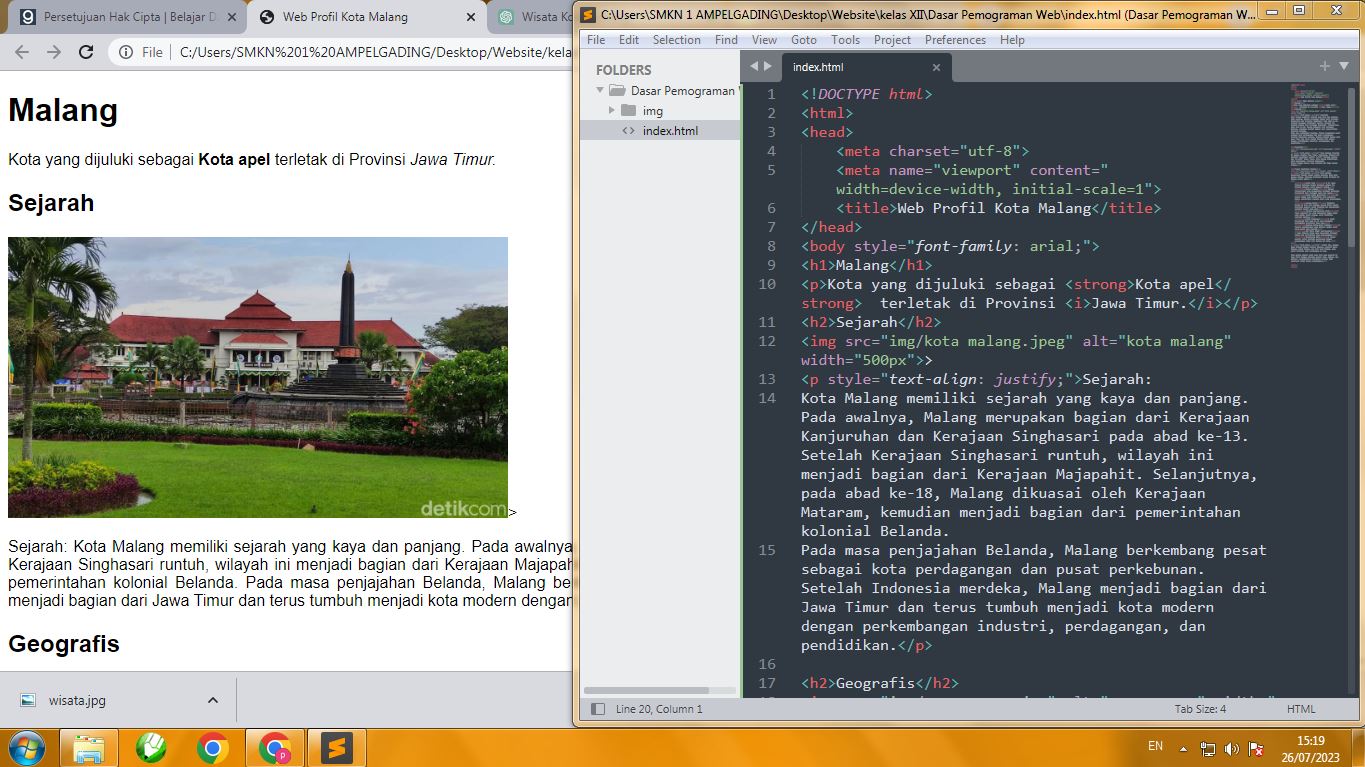 Persetujuan Hak Cipta | Belajar D
Web Profil Kota Malang
Wisata Ko
File
C:/Users/SMKN%201%20AMPELGADING/Desktop/Website/kela
Malang
Kota yang dijuluki sebagai Kota apel terletak di Provinsi Jawa Timur.
Sejarah
detikcom
>
Sejarah: Kota Malang memiliki sejarah yang kaya dan panjang. Pada awalnya
Kerajaan Singhasari runtuh, wilayah ini menjadi bagian dari Kerajaan Majapah
pemerintahan kolonial Belanda. Pada masa penjajahan Belanda, Malang be
menjadi bagian dari Jawa Timur dan terus tumbuh menjadi kota modern dengan
Geografis
wisata.jpg
C:\Users\SMKN 1 AMPELGADING\Desktop\Website\kelas XII\Dasar Pemograman Web\index.html (Dasar Pemograman W...
File Edit Selection Find View Goto Tools Project Preferences Help
FOLDERS
Dasar Pemograman
img
index.html
index.html
1 <!DOCTYPE html>
2 <html>
3 <head>
4 <meta charset="utf-8">
5 <meta name="viewport" content="
width=device-width, initial-scale=1">
6 <title>Web Profil Kota Malang</title>
7 </head>
8 <body style="font-family: arial;">
9 <h1>Malang</h1>
10 <p>Kota yang dijuluki sebagai <strong>Kota apel</
strong>  terletak di Provinsi <i>Jawa Timur.</i></p>
11 <h2>Sejarah</h2>
12 <img src="img/kota malang.jpeg" alt="kota malang"
width="500px">>
13 <p style="text-align: justify;">Sejarah:
14 Kota Malang memiliki sejarah yang kaya dan panjang.
Pada awalnya, Malang merupakan bagian dari Kerajaan
Kanjuruhan dan Kerajaan Singhasari pada abad ke-13.
Setelah Kerajaan Singhasari runtuh, wilayah ini
menjadi bagian dari Kerajaan Majapahit. Selanjutnya,
pada abad ke-18, Malang dikuasai oleh Kerajaan
Mataram, kemudian menjadi bagian dari pemerintahan
kolonial Belanda.
15 Pada masa penjajahan Belanda, Malang berkembang pesat
sebagai kota perdagangan dan pusat perkebunan.
Setelah Indonesia merdeka, Malang menjadi bagian dari
Jawa Timur dan terus tumbuh menjadi kota modern
dengan perkembangan industri, perdagangan, dan
pendidikan.</p>
16
17 <h2>Geografis</h2>
Line 20, Column 1
Tab Size: 4
HTML
EN
15:19
26/07/2023